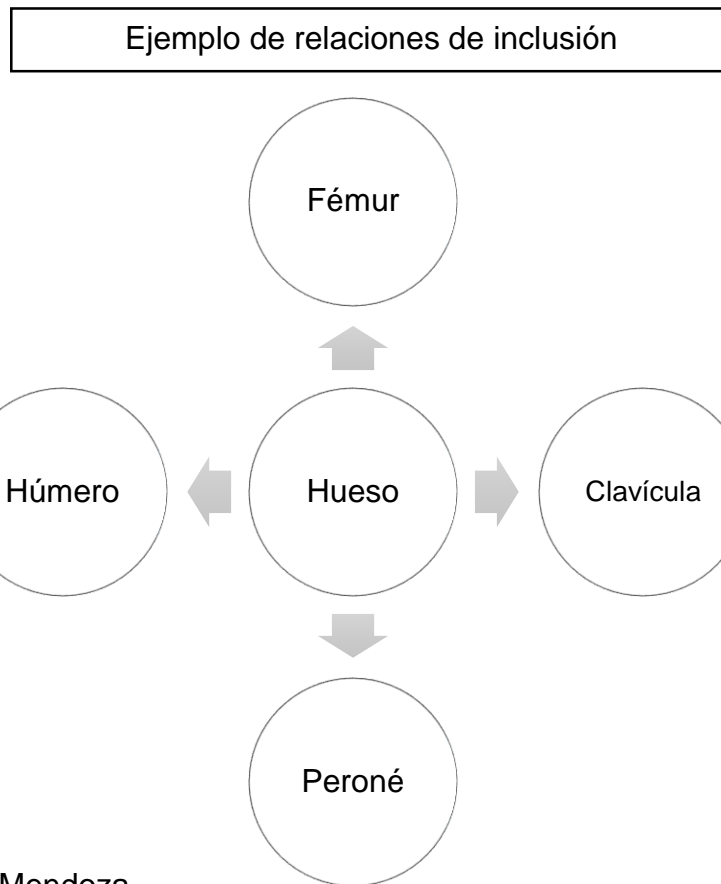 Ejemplo de relaciones de inclusión
Fémur
Húmero
Hueso
Clavícula
Peroné
Mendoza